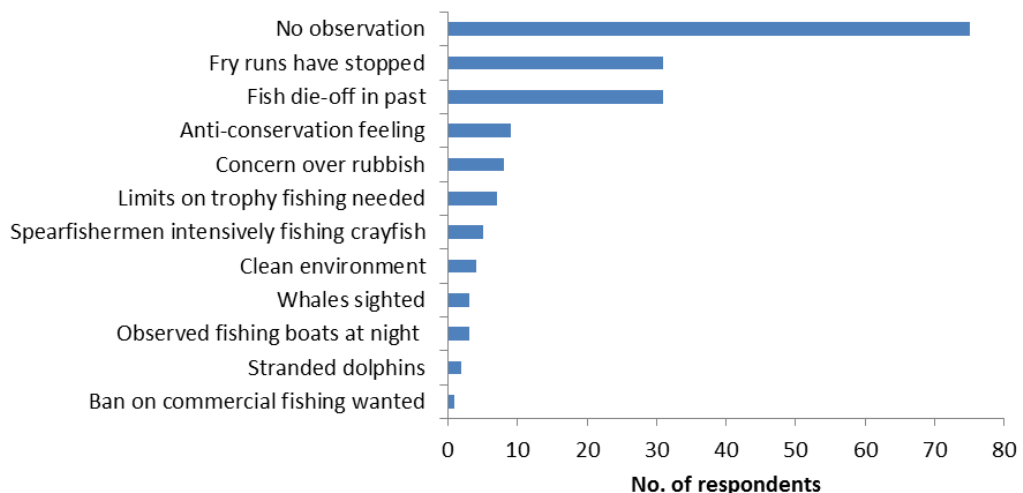 No observation
Fry runs have stopped
Fish die-off in past
Anti-conservation feeling
Concern over rubbish
Limits on trophy fishing needed
Spearfishermen intensively fishing crayfish
Clean environment
Whales sighted
Observed fishing boats at night
Stranded dolphins
Ban on commercial fishing wanted
0 10 20 30 40 50 60 70 80
No. of respondents